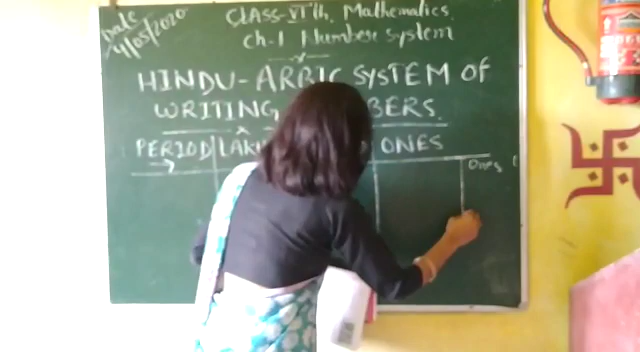 Date
4/05/2020
CLASS-VIth, Mathematics.
Ch-1 Number System
HINDU-ARBIC SYSTEM OF
WRITING BERS.
PERIOD ONES
Ones